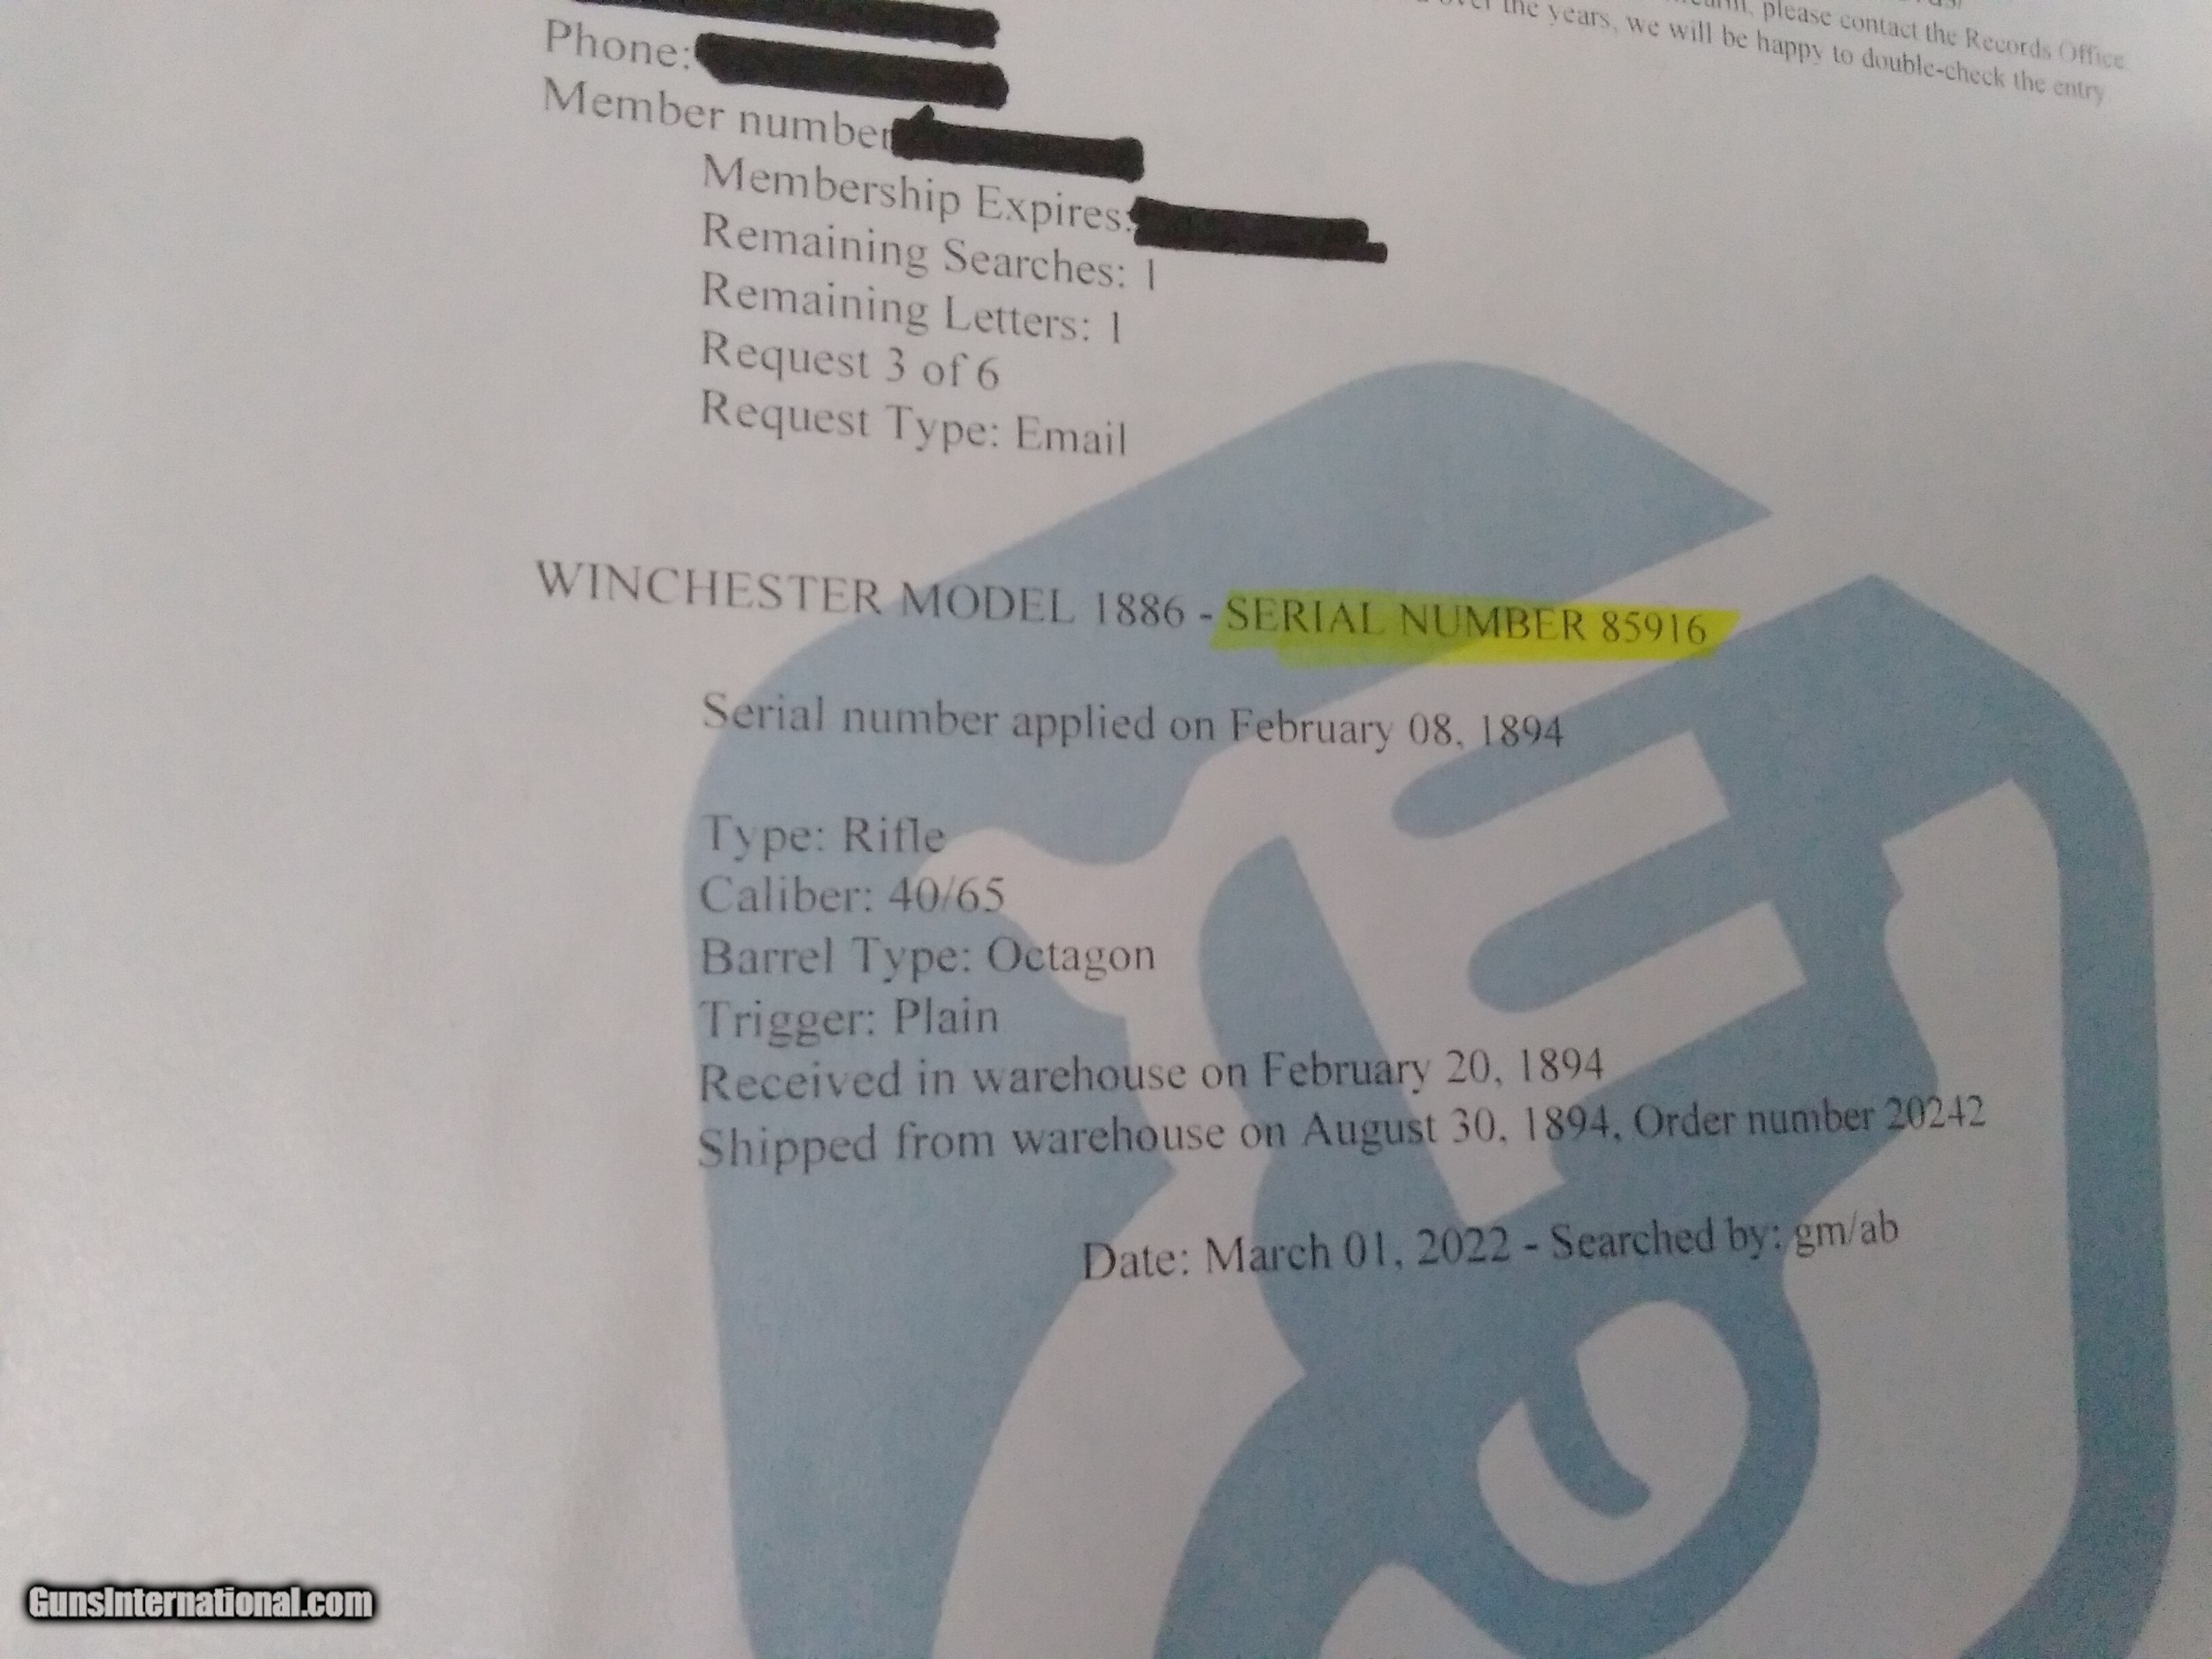 please contact the Records Office
the years, we will be happy to double-check the entry
Phone:
Member number
Membership Expires:
Remaining Searches: 1
Remaining Letters: 1
Request 3 of 6
Request Type: Email
WINCHESTER MODEL 1886 - SERIAL NUMBER 85916
Serial number applied on February 08, 1894
Type: Rifle
Caliber: 40/65
Barrel Type: Octagon
Trigger: Plain
Received in warehouse on February 20, 1894
Shipped from warehouse on August 30, 1894, Order number 20242
Date: March 01, 2022 - Searched by: gm/ab
GunsInternational.com